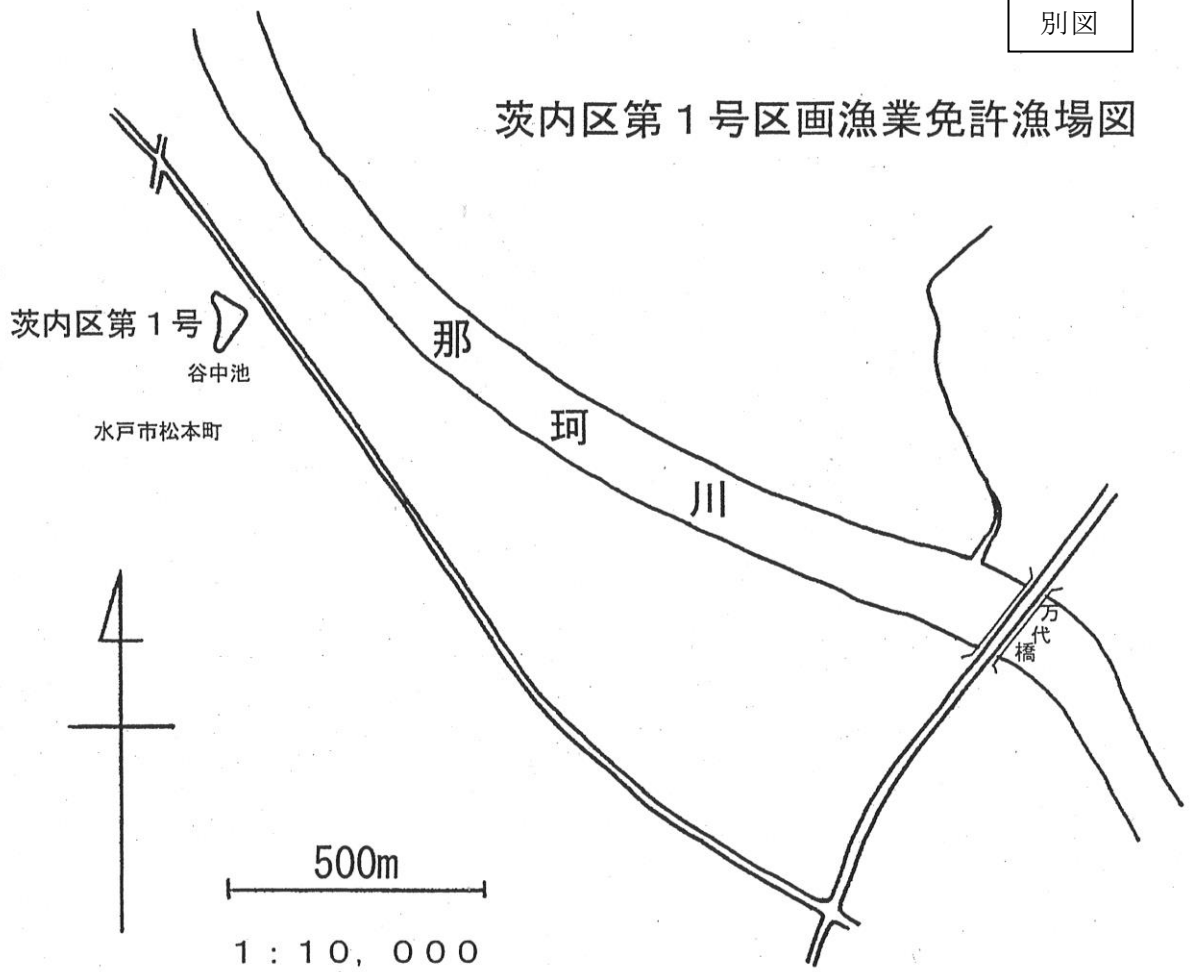 別図
茨内区第１号区画漁業免許漁場図
茨内区第１号
谷中池
水戸市松本町
那珂川
万代橋
500m
１：１０，０００